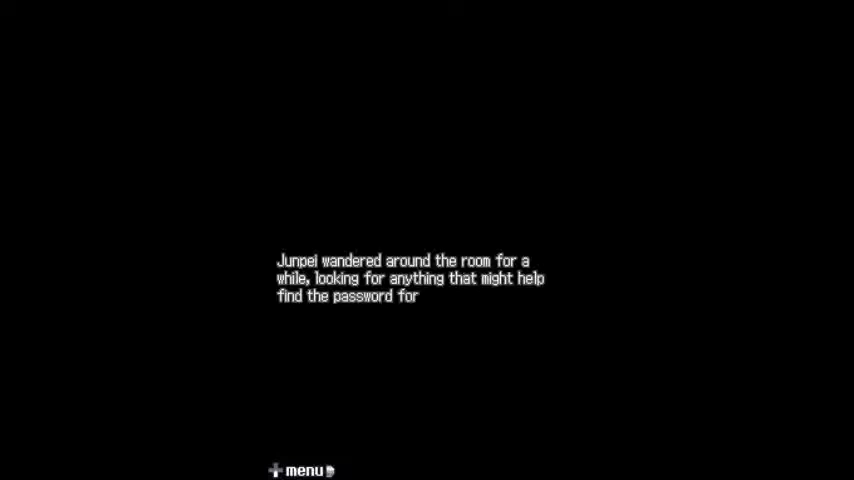 Junpei wandered around the room for a
while, looking for anything that might help
find the password for
menu